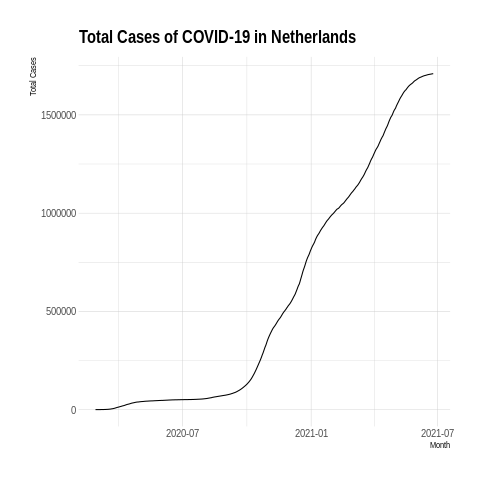 Total Cases of COVID-19 in Netherlands
Total Cases
1500000
1000000
500000
0
2020-07 2021-01 2021-07
Month